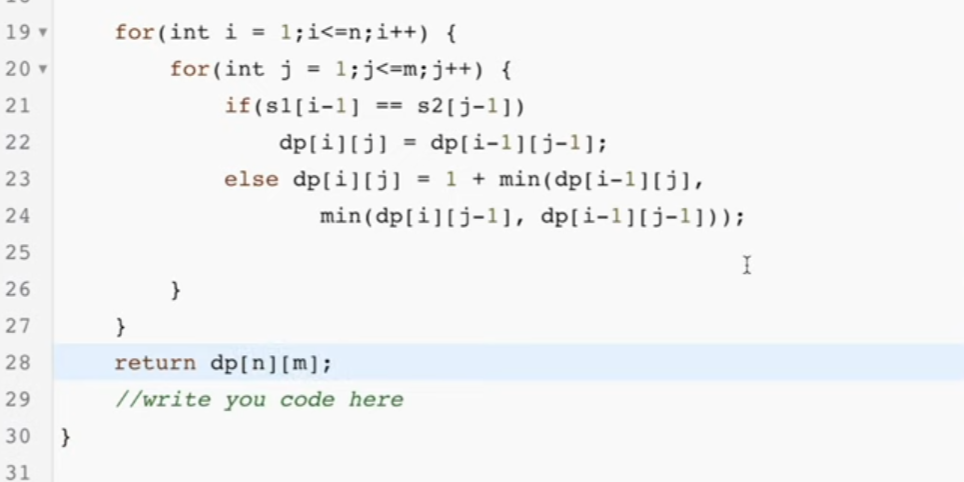 19 for(int i = 1;i<=n;i++) {
20 for(int j = 1;j<=m;j++) {
21 if(s1[i-1] == s2[j-1])
22 dp[i][j] = dp[i-1][j-1];
23 else dp[i][j] = 1 + min(dp[i-1][j],
24 min(dp[i][j-1], dp[i-1][j-1]));
25
26 }
27 }
28 return dp[n][m];
29 //write you code here
30 }
31